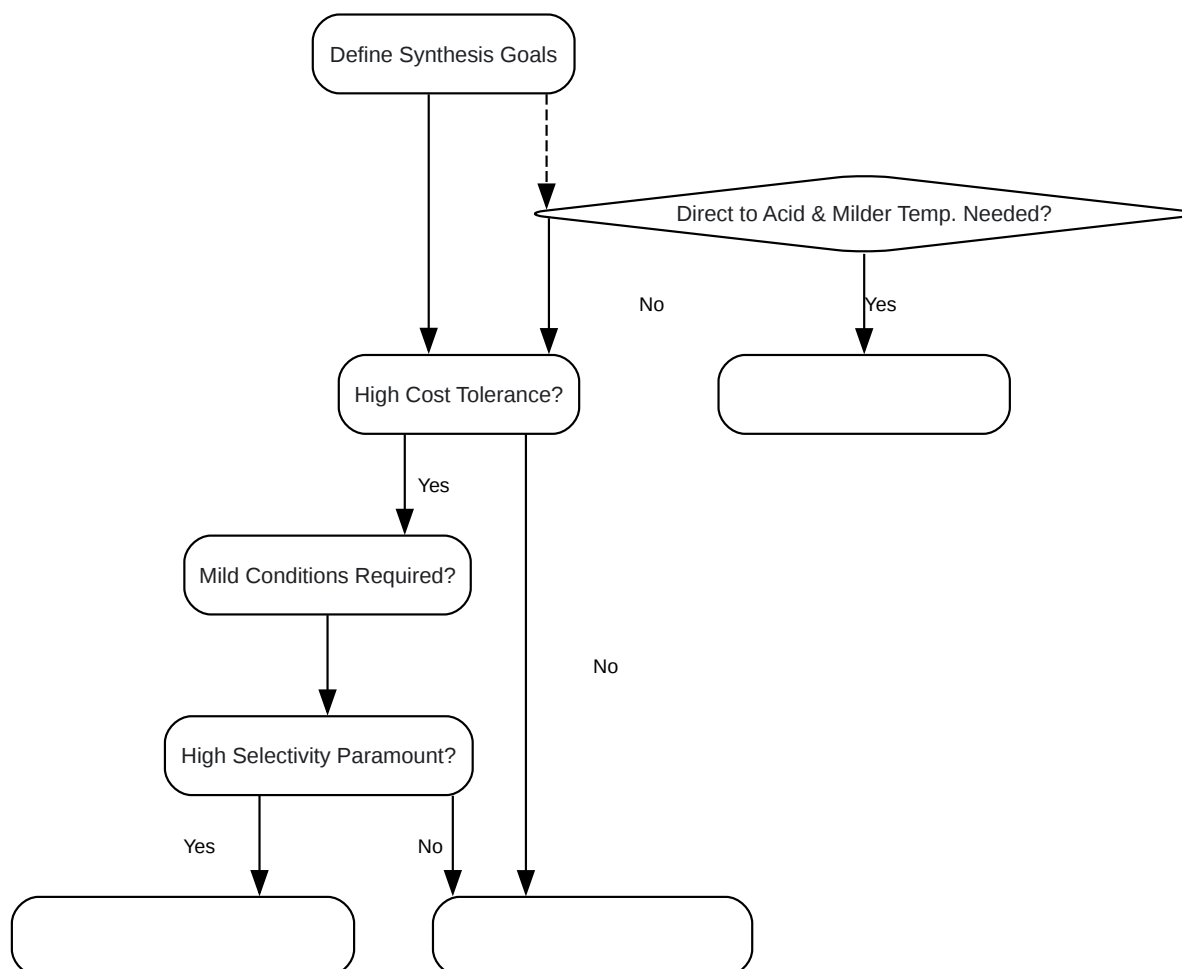 Define Synthesis Goals
Direct to Acid & Milder Temp. Needed?
No
Yes
High Cost Tolerance?
Yes
Mild Conditions Required?
No
High Selectivity Paramount?
Yes
No